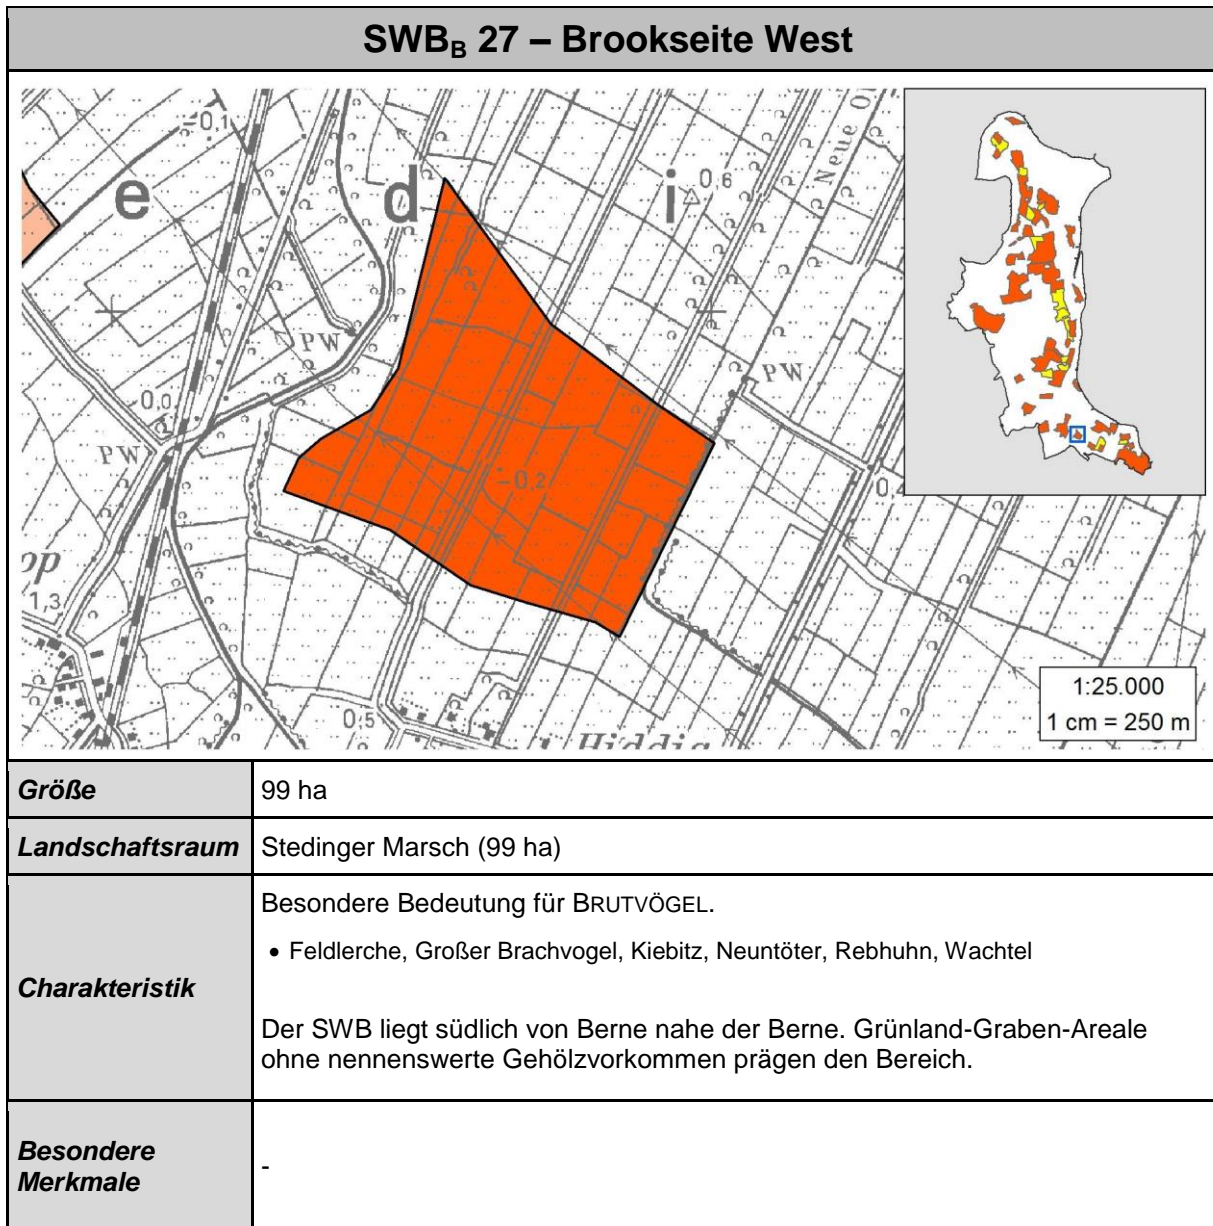 SWB_B 27 – Brookseite West
-0,1
e
d
i
0,6
Neue O
PW
PW
0,0
PW
-0,2
0,4
op
1,3
0,5
Hiddig
1:25.000
1 cm = 250 m
Größe
99 ha
Landschaftsraum
Stedinger Marsch (99 ha)
Charakteristik
Besondere Bedeutung für BRUTVÖGEL.
• Feldlerche, Großer Brachvogel, Kiebitz, Neuntöter, Rebhuhn, Wachtel
Der SWB liegt südlich von Berne nahe der Berne. Grünland-Graben-Areale
ohne nennenswerte Gehölzvorkommen prägen den Bereich.
Besondere
Merkmale
-